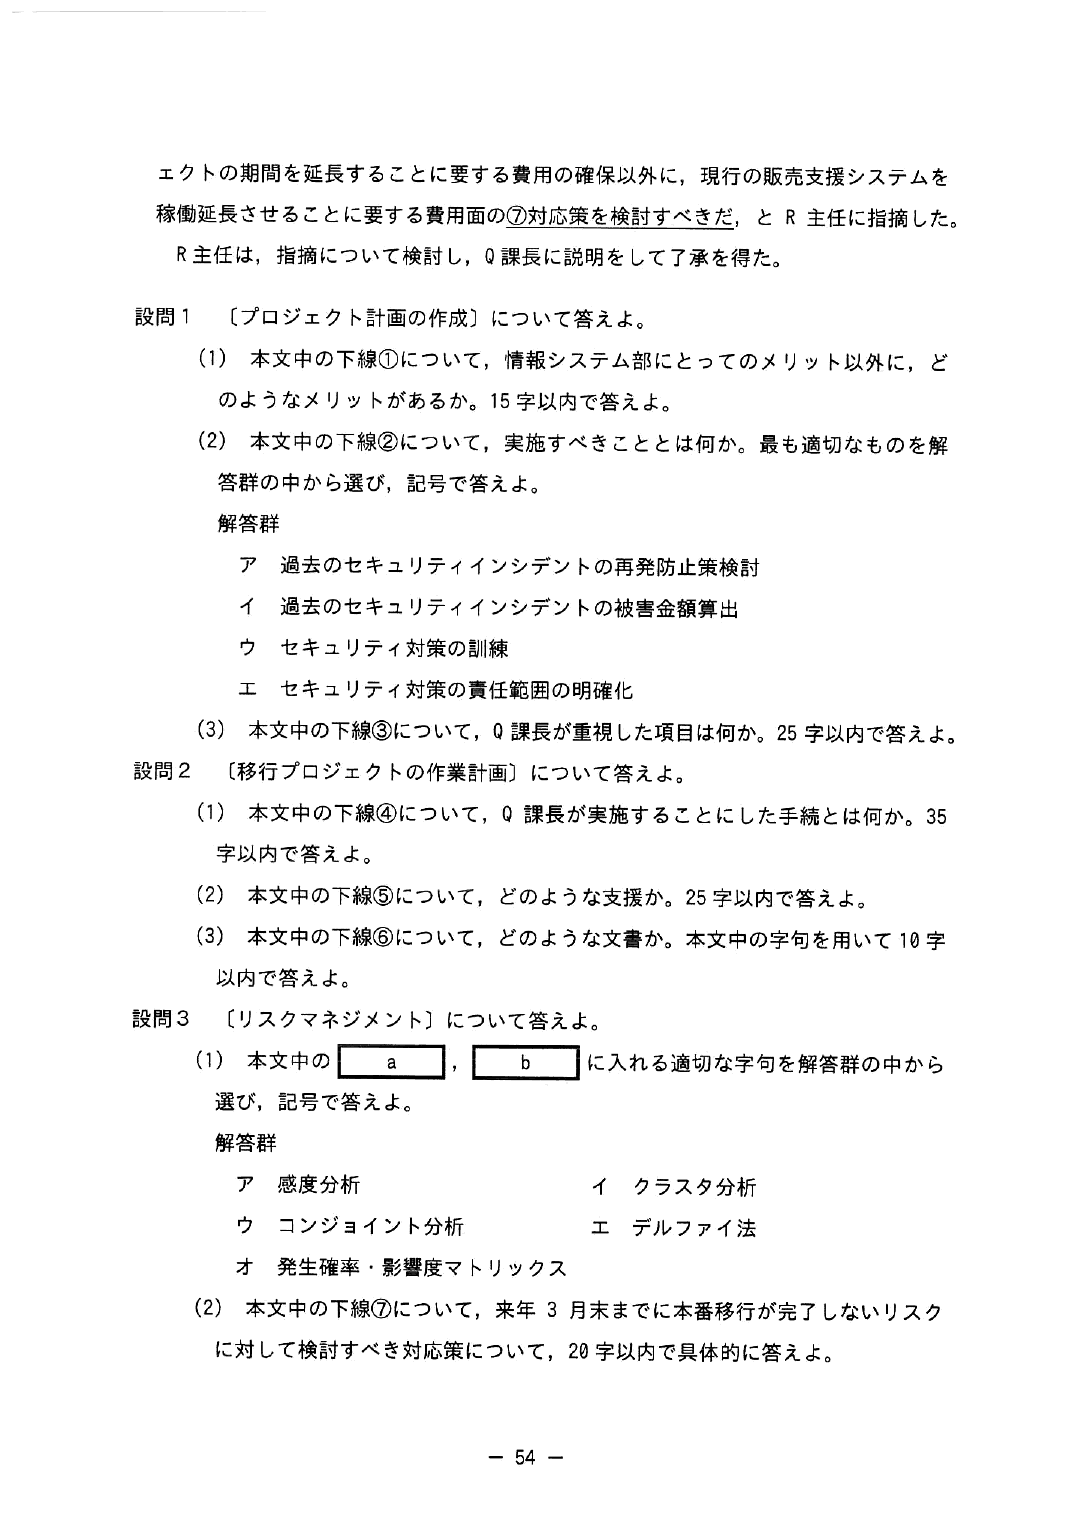 ェクトの期間を延長することに要する費用の確保以外に，現行の販売支援システムを
稼働延長させることに要する費用面の⑦対応策を検討すべきだ，と R 主任に指摘した。
R 主任は，指摘について検討し，Q 課長に説明をして了承を得た。
設問１ 〔プロジェクト計画の作成〕について答えよ。
(1) 本文中の下線①について，情報システム部にとってのメリット以外に，ど
のようなメリットがあるか。15 字以内で答えよ。
(2) 本文中の下線②について，実施すべきこととは何か。最も適切なものを解
答群の中から選び，記号で答えよ。
解答群
ア 過去のセキュリティインシデントの再発防止策検討
イ 過去のセキュリティインシデントの被害金額算出
ウ セキュリティ対策の訓練
エ セキュリティ対策の責任範囲の明確化
(3) 本文中の下線③について，Q 課長が重視した項目は何か。25 字以内で答えよ。
設問２ 〔移行プロジェクトの作業計画〕について答えよ。
(1) 本文中の下線④について，Q 課長が実施することにした手続とは何か。35
字以内で答えよ。
(2) 本文中の下線⑤について，どのような支援か。25 字以内で答えよ。
(3) 本文中の下線⑥について，どのような文書か。本文中の字句を用いて 10 字
以内で答えよ。
設問３ 〔リスクマネジメント〕について答えよ。
(1) 本文中の a ， b に入れる適切な字句を解答群の中から
選び，記号で答えよ。
解答群
ア 感度分析 イ クラスタ分析
ウ コンジョイント分析 エ デルファイ法
オ 発生確率・影響度マトリックス
(2) 本文中の下線⑦について，来年 3 月末までに本番移行が完了しないリスク
に対して検討すべき対応策について，20 字以内で具体的に答えよ。
－ 54 －